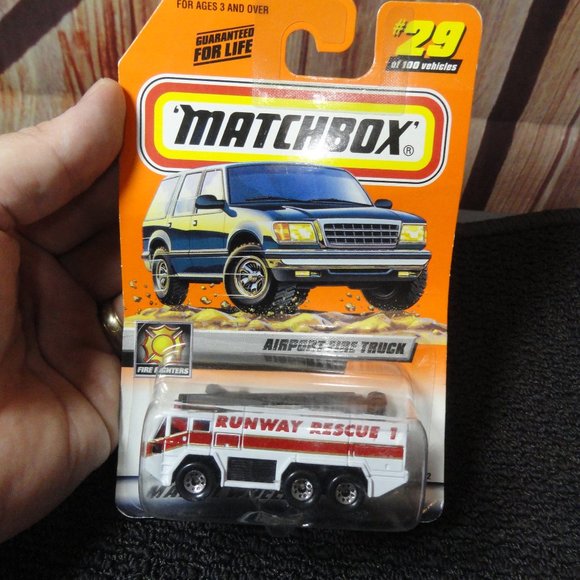 FOR AGES 3 AND OVER
GUARANTEED
FOR LIFE
#29
of 100 vehicles
MATCHBOX®
AIRPORT FIRE TRUCK
FIRE FIGHTERS
RUNWAY RESCUE 1